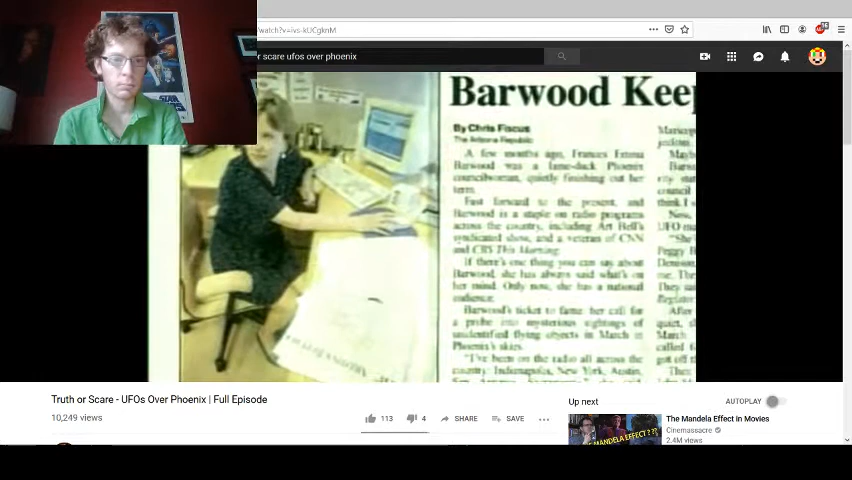 watch?v=ivs-kUCgknM
r scare ufos over phoenix
STAR
WARS
Barwood Kee
By Chris Fiscus
The Arizona Republic
A few months ago, Frances Emma
Barwood was a lame-duck Phoenix
councilwoman, quietly finishing out her
term.
Fast forward to the present, and
Barwood is a staple on radio programs
across the country, including Art Bell's
syndicated show, and a veteran of CNN
and CBS This Morning.
If there's one thing you can say about
Barwood, she has always said what's on
her mind. Only now, she has a national
audience.
Barwood's ticket to fame: her call for
a probe into mysterious sightings of
unidentified flying objects in March in
Phoenix's skies.
"I've been on the radio all across the
country: Indianapolis, New York, Austin,
Truth or Scare - UFOs Over Phoenix | Full Episode
10,249 views
113
4
SHARE
SAVE
Up next
AUTOPLAY
MANDELA EFFECT ???
The Mandela Effect in Movies
Cinemassacre
2.4M views